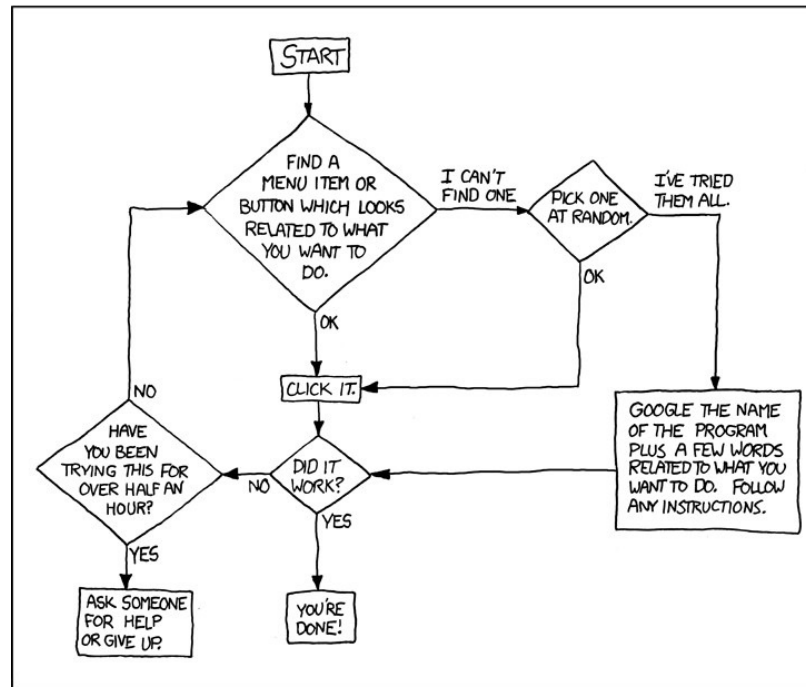 START
FIND A
MENU ITEM OR
BUTTON WHICH LOOKS
RELATED TO WHAT
YOU WANT TO
DO.
I CAN'T
FIND ONE
PICK ONE
AT RANDOM.
I'VE TRIED
THEM ALL.
OK
OK
CLICK IT.
NO
HAVE
YOU BEEN
TRYING THIS FOR
OVER HALF AN
HOUR?
NO
DID IT
WORK?
GOOGLE THE NAME
OF THE PROGRAM
PLUS A FEW WORDS
RELATED TO WHAT YOU
WANT TO DO. FOLLOW
ANY INSTRUCTIONS.
YES
YES
ASK SOMEONE
FOR HELP
OR GIVE UP.
YOU'RE
DONE!